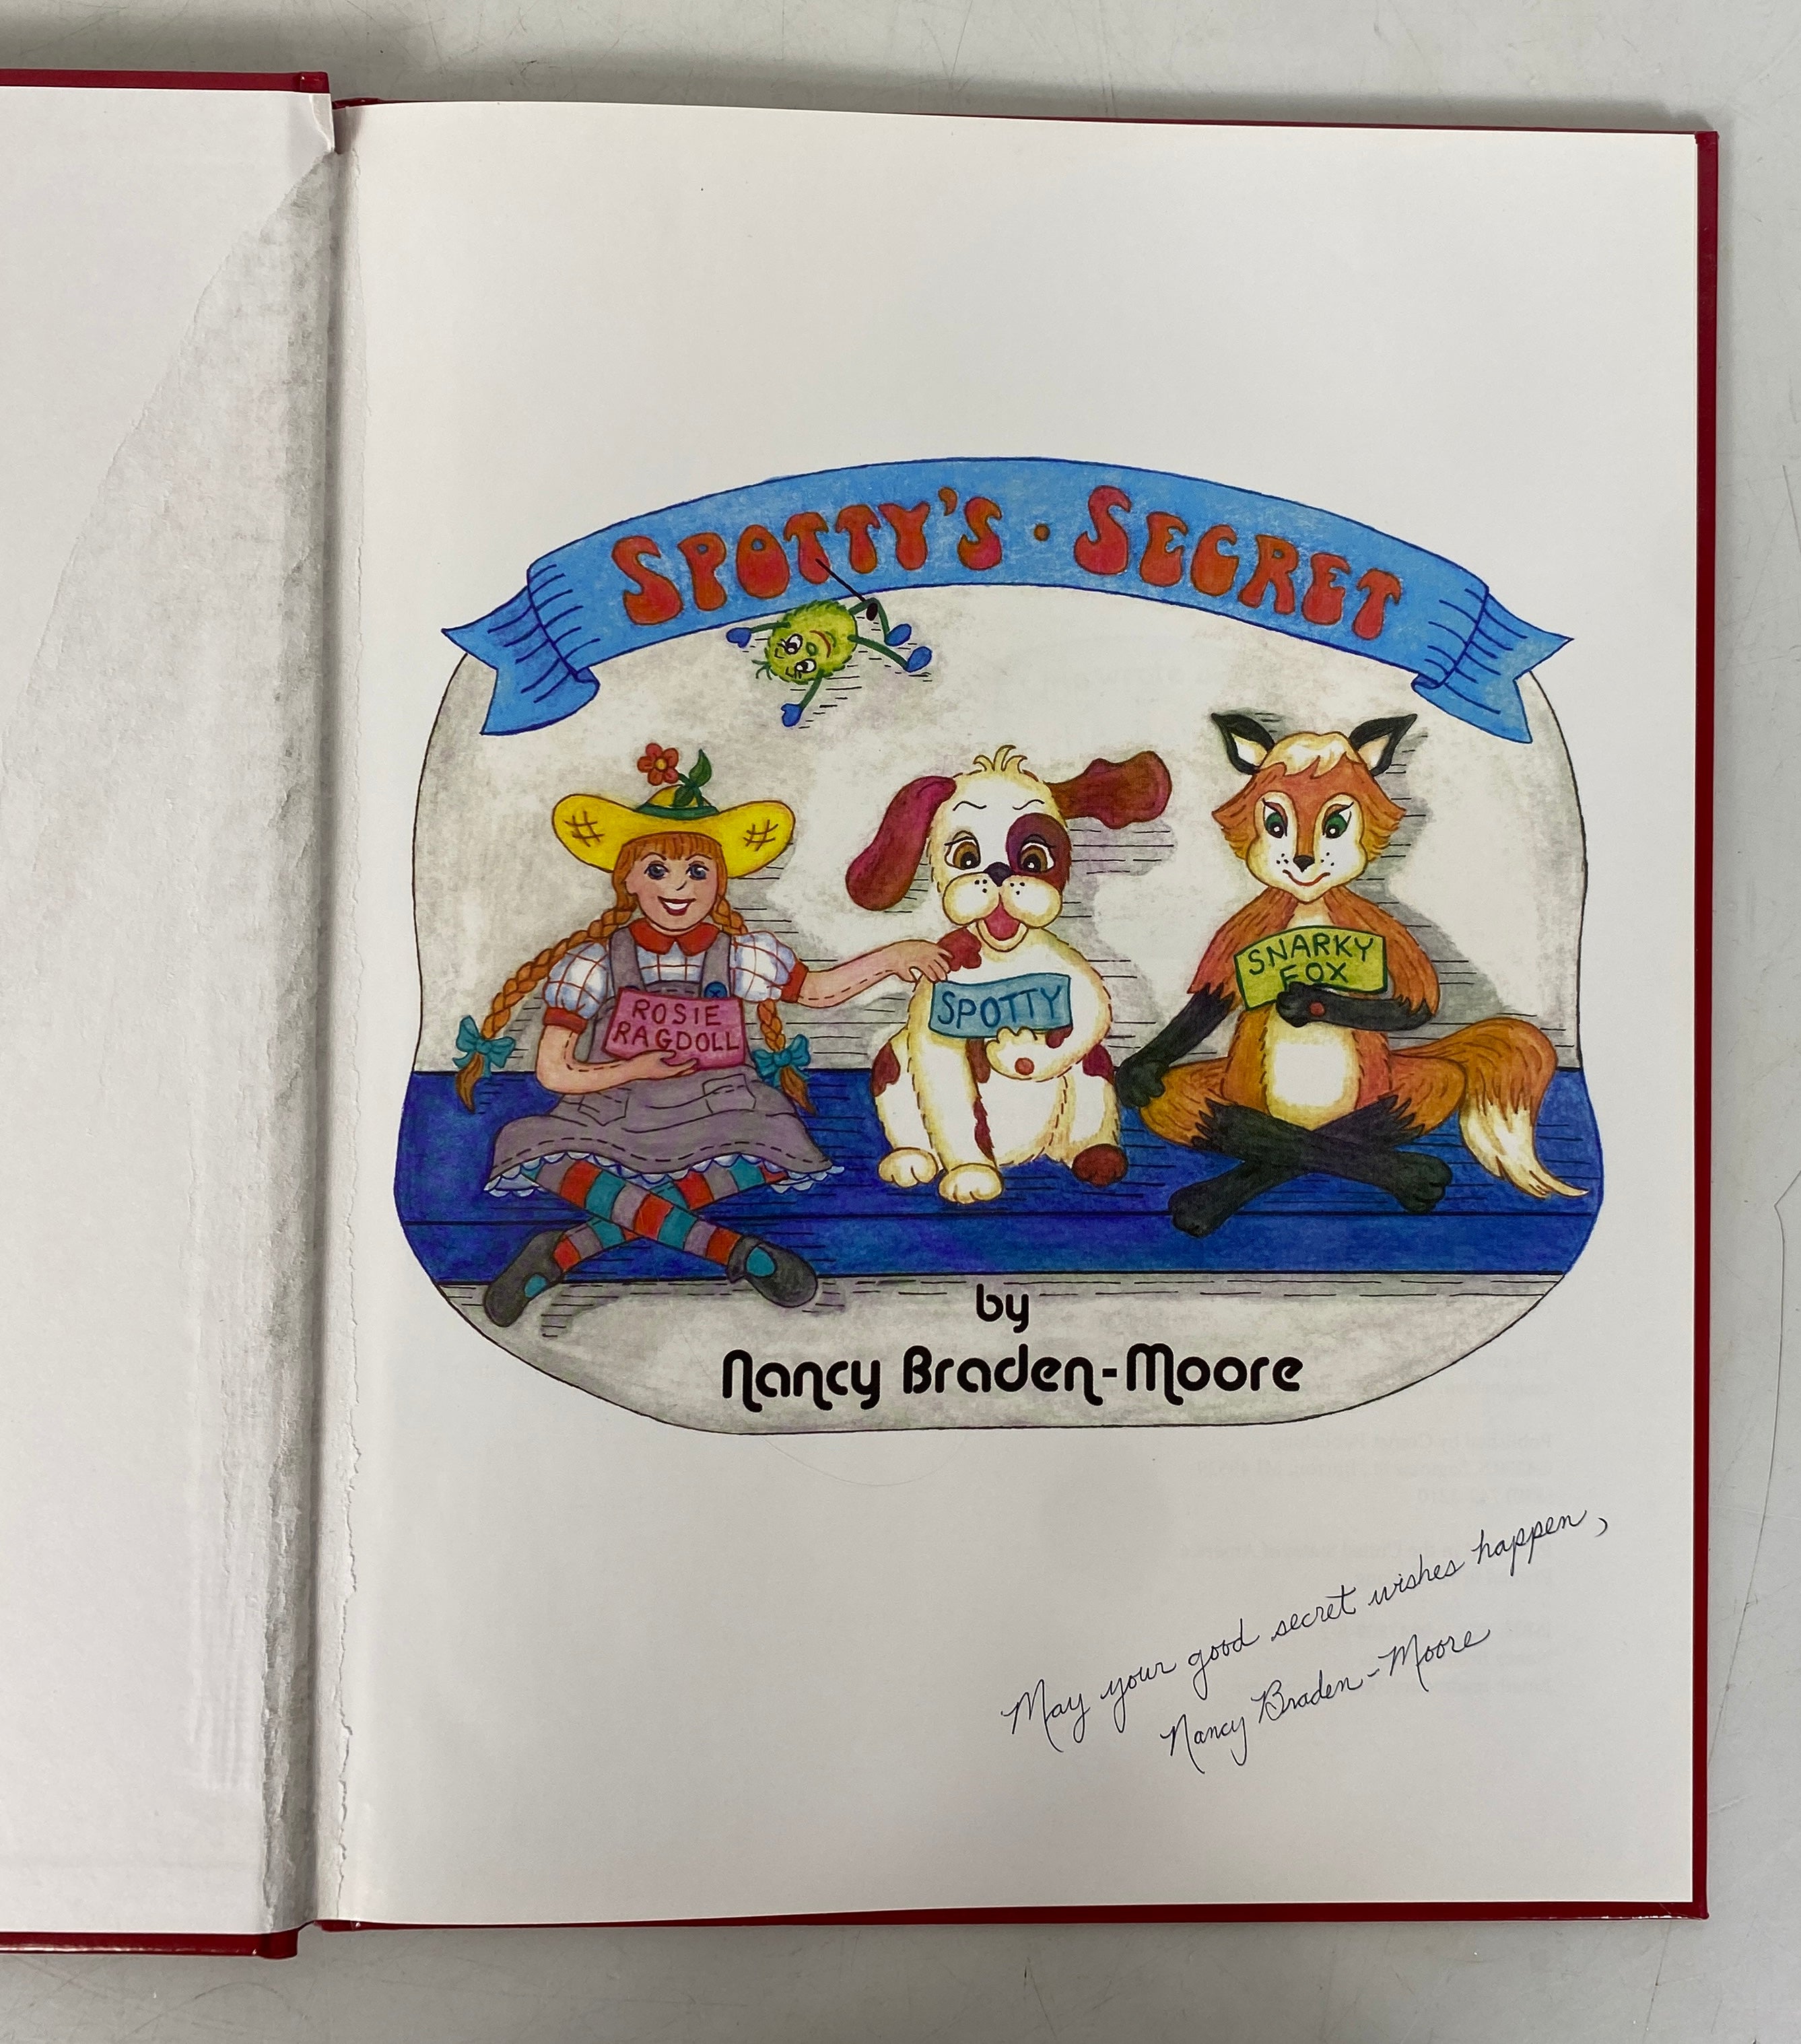 SPOTTY'S · SECRET
ROSIE
RAGDOLL
SPOTTY
SNARKY
FOX
by
Nancy Braden-Moore
May your good secret wishes happen,
Nancy Braden-Moore